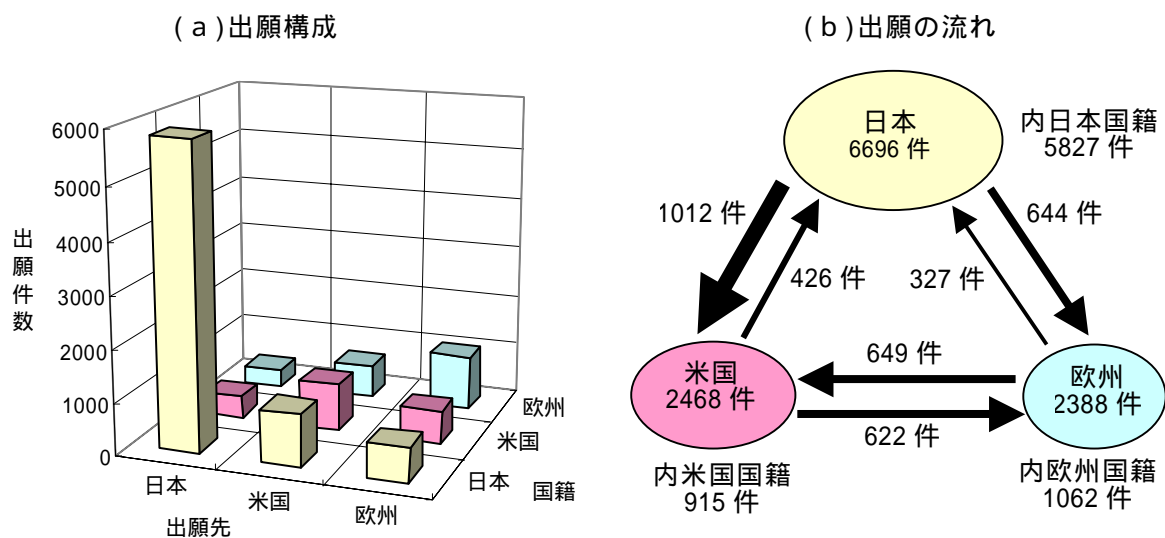 (a)出願構成
6000
5000
4000
3000
2000
1000
0
出願件数
日本
米国
欧州
出願先
日本
米国
欧州
国籍
(b)出願の流れ
日本
6696 件
内日本国籍
5827 件
1012 件
644 件
426 件
327 件
米国
2468 件
649 件
622 件
欧州
2388 件
内米国国籍
915 件
内欧州国籍
1062 件